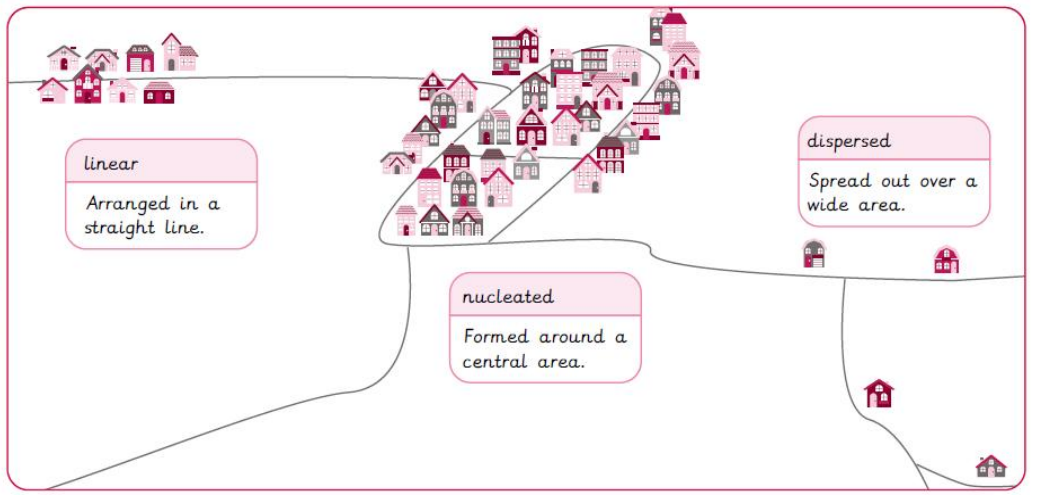 linear
Arranged in a
straight line.
nucleated
Formed around a
central area.
dispersed
Spread out over a
wide area.